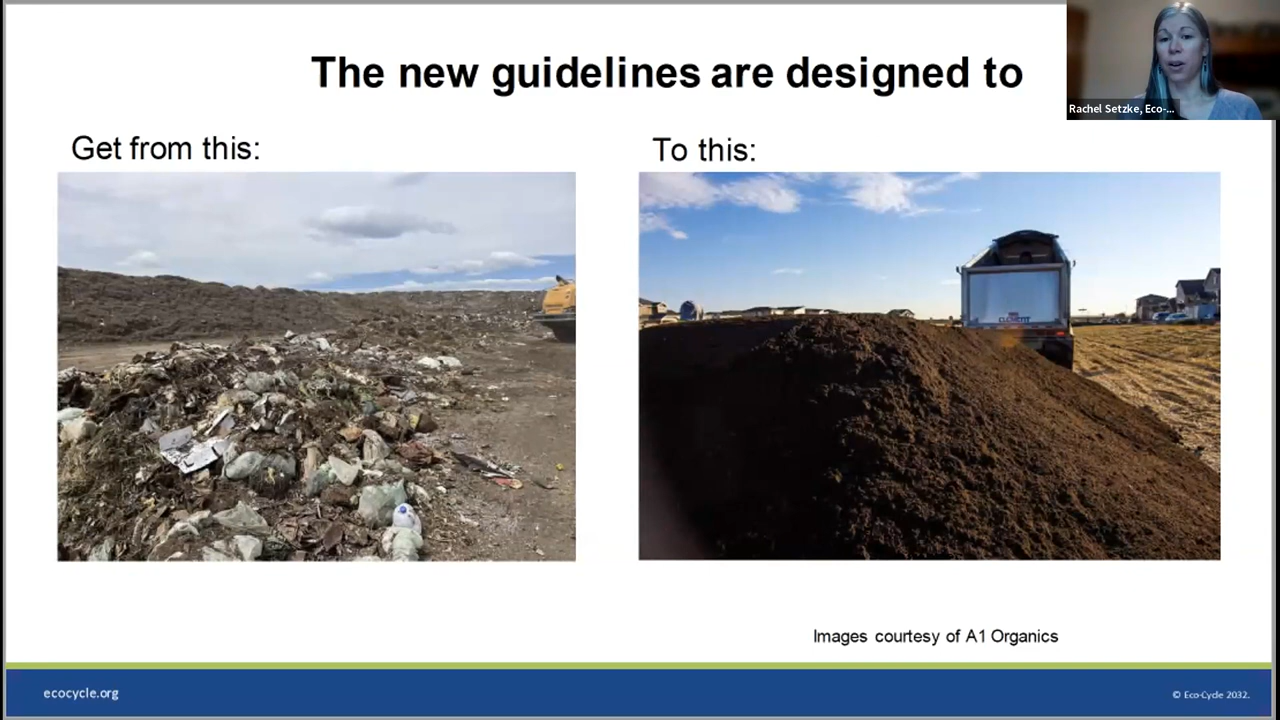 The new guidelines are designed to
Rachel Setzke, Eco-...
Get from this:
To this:
Images courtesy of A1 Organics
ecocycle.org
© Eco-Cycle 2032.